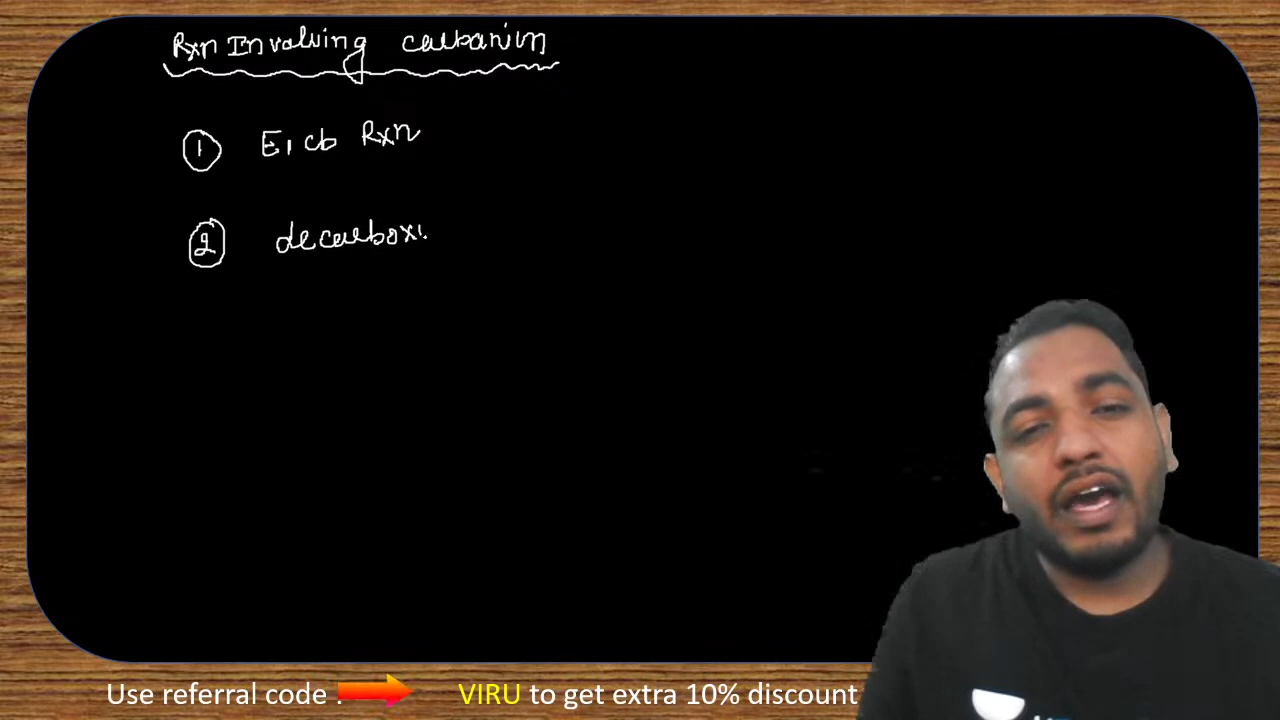 Rxn Involving carbanion
① E1cb Rxn
② decarboxi
Use referral code : VIRU to get extra 10% discount